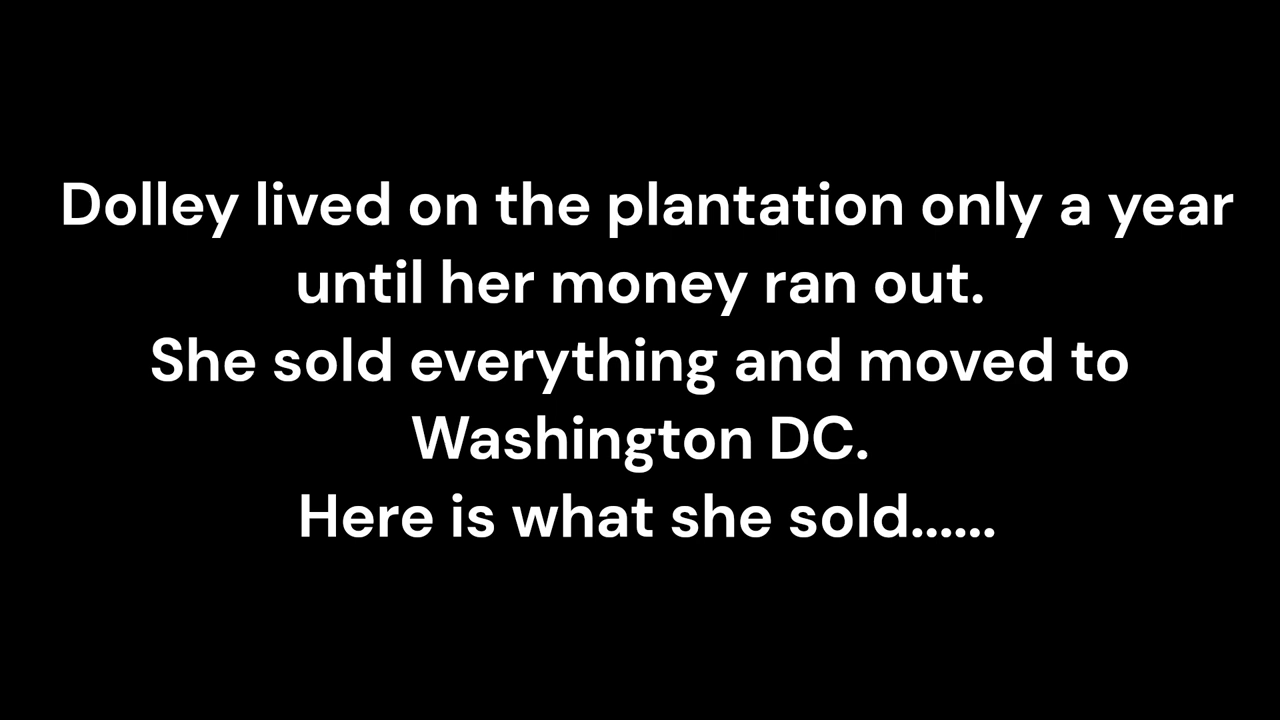 Dolley lived on the plantation only a year
until her money ran out.
She sold everything and moved to
Washington DC.
Here is what she sold......